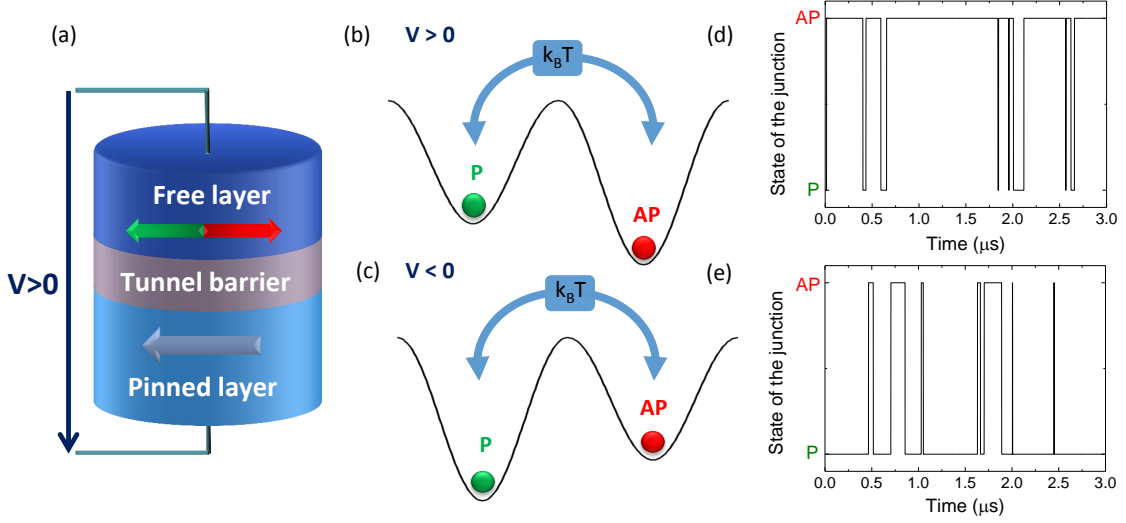 (a)
V>0
Free layer
Tunnel barrier
Pinned layer
(b)
V > 0
k_BT
P
AP
(c)
V < 0
k_BT
P
AP
(d)
State of the junction
AP
P
0.0 0.5 1.0 1.5 2.0 2.5 3.0
Time (μs)
(e)
State of the junction
AP
P
0.0 0.5 1.0 1.5 2.0 2.5 3.0
Time (μs)